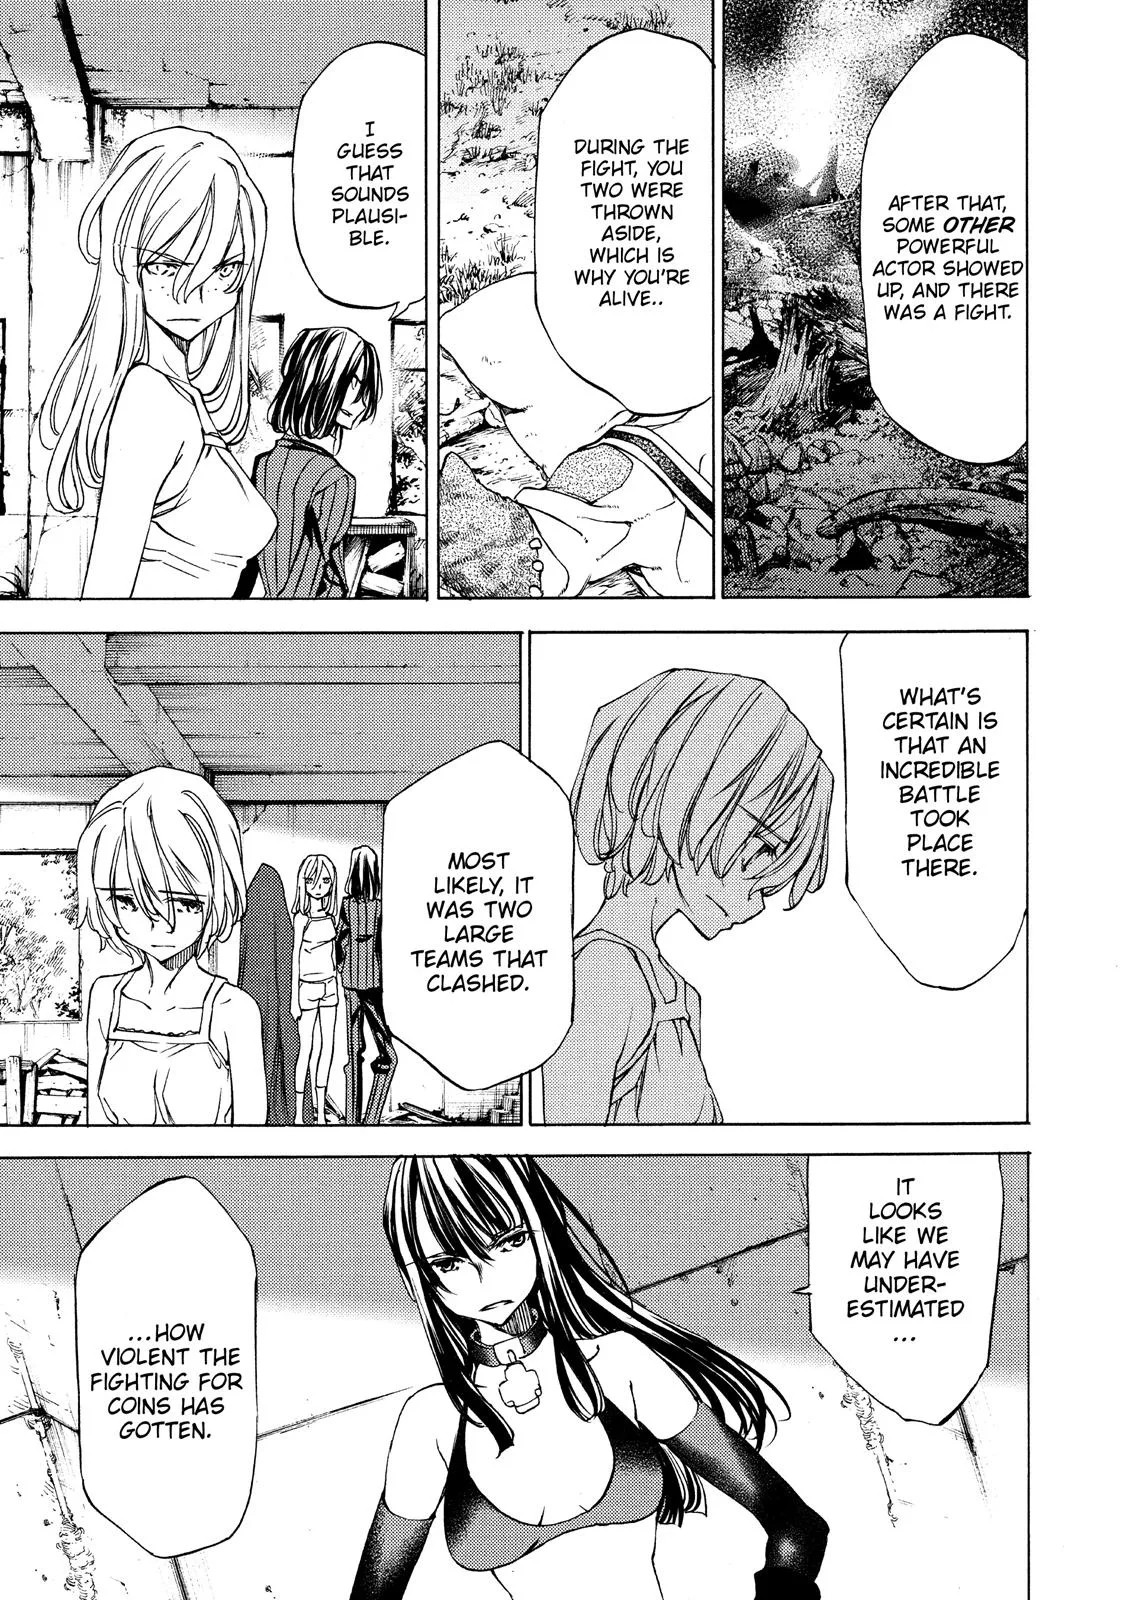 AFTER THAT,
SOME OTHER
POWERFUL
ACTOR SHOWED
UP, AND THERE
WAS A FIGHT.
DURING THE
FIGHT, YOU
TWO WERE
THROWN
ASIDE,
WHICH IS
WHY YOU'RE
ALIVE..
I
GUESS
THAT
SOUNDS
PLAUSI-
BLE.
WHAT'S
CERTAIN IS
THAT AN
INCREDIBLE
BATTLE
TOOK
PLACE
THERE.
MOST
LIKELY, IT
WAS TWO
LARGE
TEAMS THAT
CLASHED.
IT
LOOKS
LIKE WE
MAY HAVE
UNDER-
ESTIMATED
...
...HOW
VIOLENT THE
FIGHTING FOR
COINS HAS
GOTTEN.